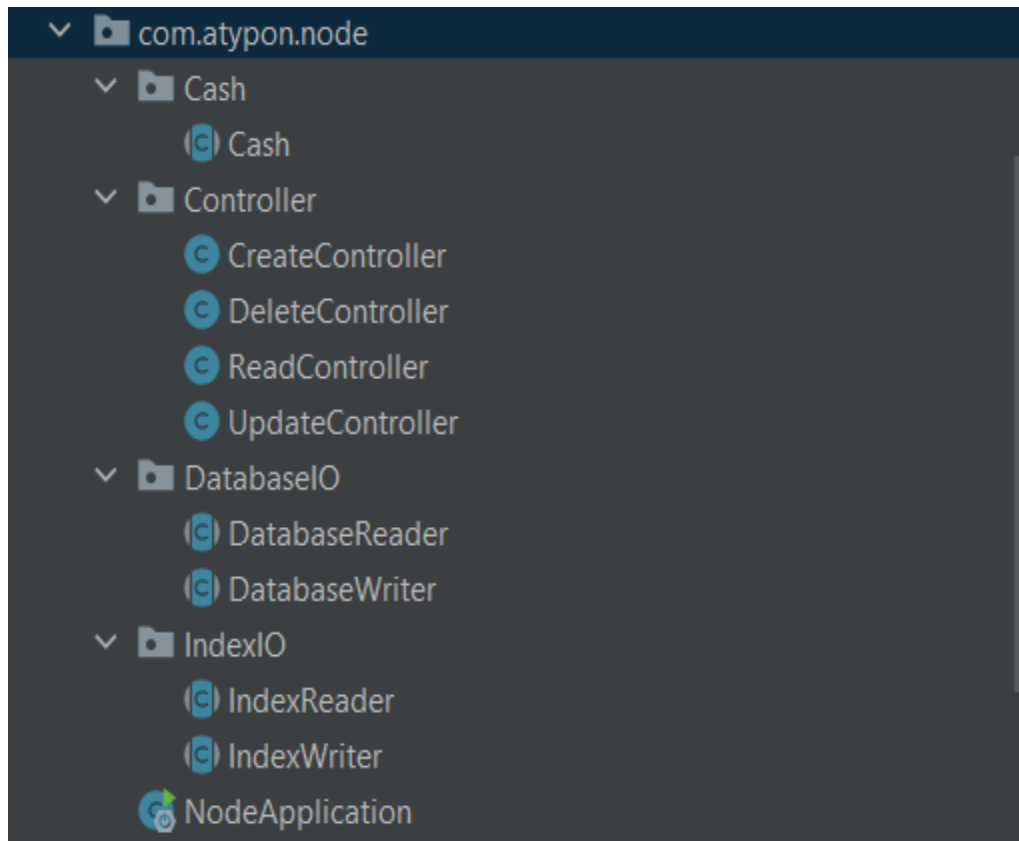 com.atypon.node
Cash
Cash
Controller
CreateController
DeleteController
ReadController
UpdateController
DatabaseIO
DatabaseReader
DatabaseWriter
IndexIO
IndexReader
IndexWriter
NodeApplication